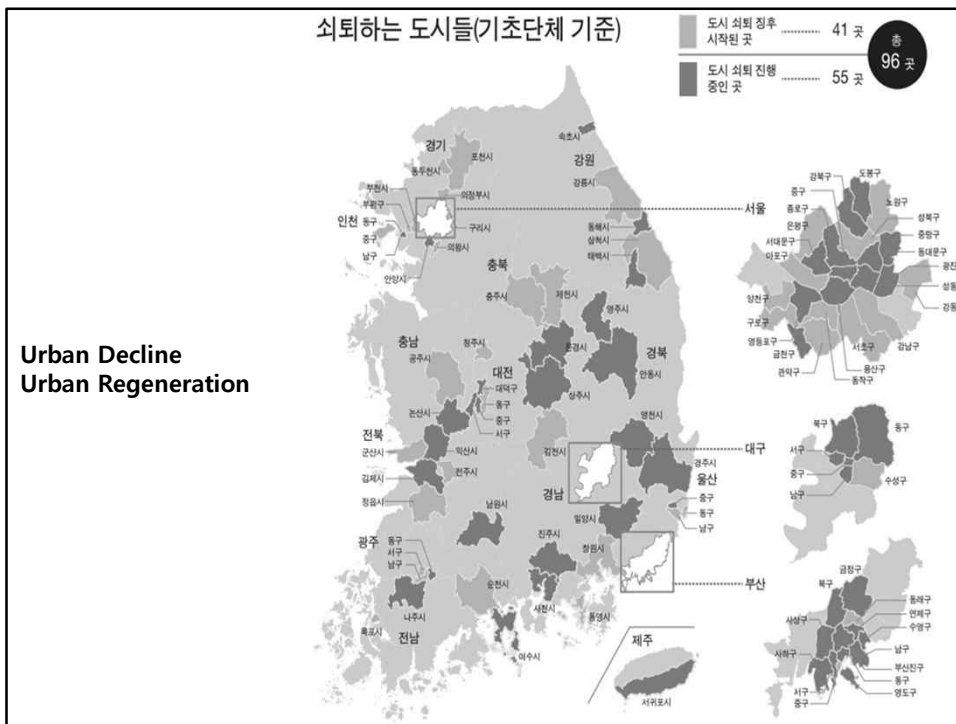 쇠퇴하는 도시들(기초단체 기준)
도시 쇠퇴 징후
시작된 곳
41 곳
도시 쇠퇴 진행
중인 곳
55 곳
총
96 곳
Urban Decline
Urban Regeneration
경기
포천시
동두천시
의정부시
부천시
부평구
인천
동구
중구
남구
안양시
구리시
의왕시
속초시
강원
강릉시
동해시
삼척시
태백시
충북
충주시
제천시
영주시
충남
공주시
청주시
대전
대덕구
동구
중구
서구
논산시
문경시
상주시
경북
안동시
전북
군산시
익산시
김제시
전주시
정읍시
남원시
김천시
영천시
경주시
울산
중구
동구
남구
경남
밀양시
진주시
창원시
사천시
통영시
광주
동구
서구
남구
나주시
순천시
목포시
전남
여수시
제주
서귀포시
서울
도봉구
강북구
중구
종로구
은평구
서대문구
마포구
노원구
성북구
중랑구
동대문구
광진
성동
강동
양천구
구로구
영등포구
금천구
관악구
서초구
강남구
용산구
동작구
대구
북구
동구
서구
중구
남구
수성구
부산
금정구
북구
동래구
연제구
수영구
사상구
사하구
남구
부산진구
동구
영도구
서구
중구